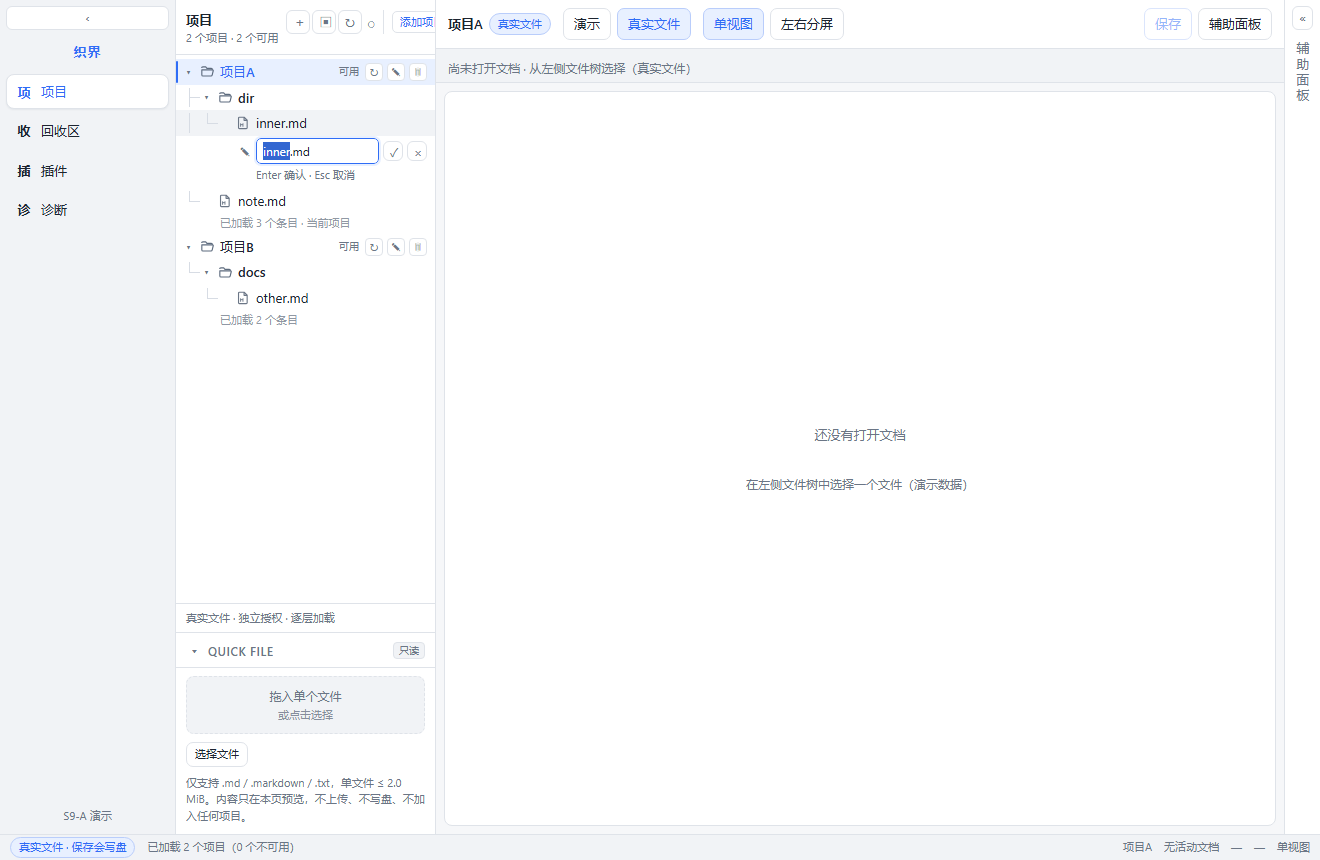 ‹
织界
项 项目
收 回收区
插 插件
诊 诊断
S9-A 演示
项目
2 个项目 · 2 个可用
添加项
项目A 可用
dir
inner.md
inner.md
Enter 确认 · Esc 取消
note.md
已加载 3 个条目 · 当前项目
项目B 可用
docs
other.md
已加载 2 个条目
真实文件 · 独立授权 · 逐层加载
QUICK FILE 只读
拖入单个文件
或点击选择
选择文件
仅支持 .md / .markdown / .txt，单文件 ≤ 2.0
MiB。内容只在本页预览，不上传、不写盘、不加
入任何项目。
项目A 真实文件 演示 真实文件 单视图 左右分屏 保存 辅助面板
尚未打开文档 · 从左侧文件树选择（真实文件）
还没有打开文档
在左侧文件树中选择一个文件（演示数据）
«
辅助面板
真实文件 · 保存会写盘 已加载 2 个项目（0 个不可用） 项目A 无活动文档 — — 单视图